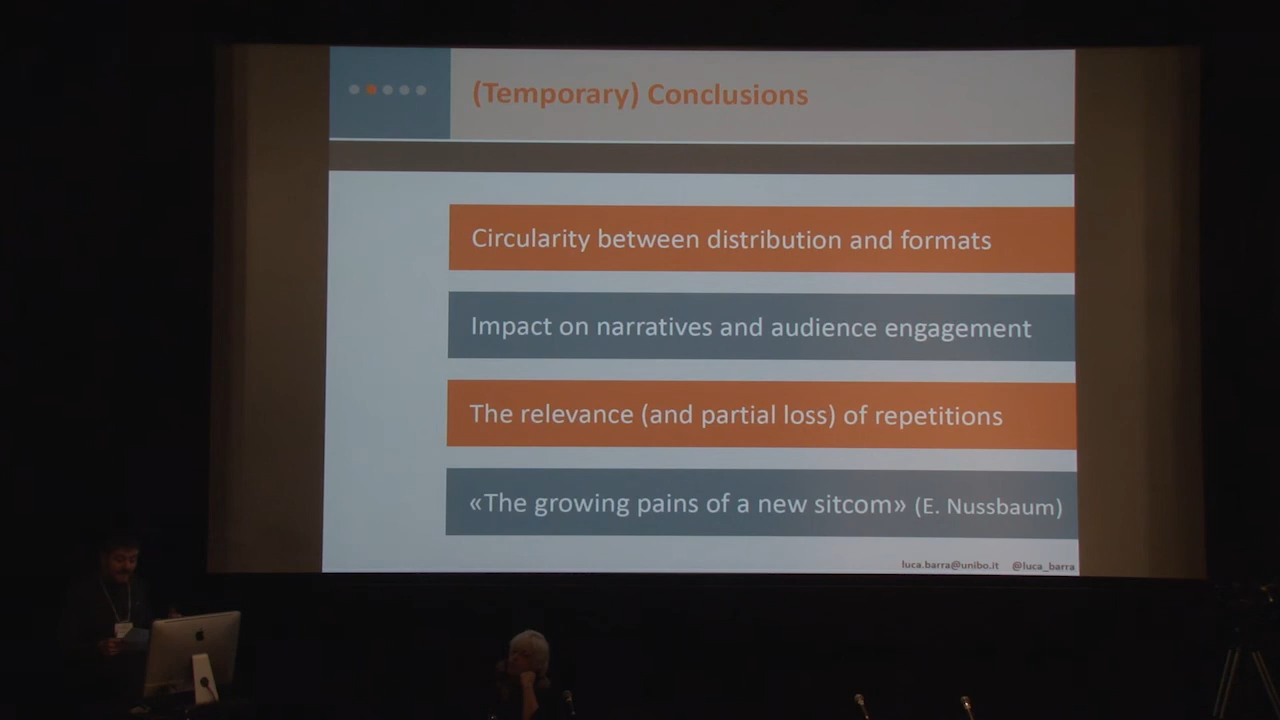 (Temporary) Conclusions
Circularity between distribution and formats
Impact on narratives and audience engagement
The relevance (and partial loss) of repetitions
«The growing pains of a new sitcom» (E. Nussbaum)
luca.barra@unibo.it @luca_barra